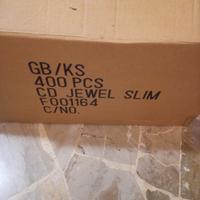 GB/KS
400 PCS
CD JEWEL SLIM
F001164
C/NO.